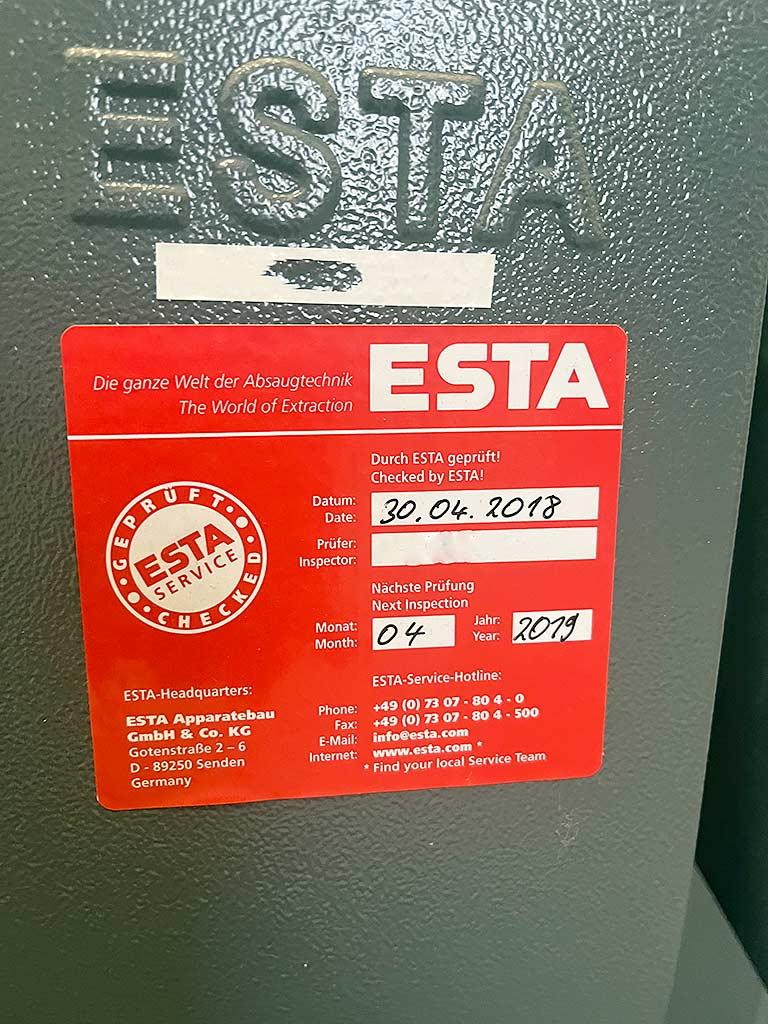 ESTA
Die ganze Welt der Absaugtechnik
The World of Extraction
ESTA
Durch ESTA geprüft!
Checked by ESTA!
Datum:
Date:
30.04.2018
Prüfer:
Inspector:
GEPRÜFT
ESTA
SERVICE
CHECKED
Nächste Prüfung
Next Inspection
Monat:
Month:
04
Jahr:
Year:
2019
ESTA-Headquarters:
ESTA Apparatebau
GmbH & Co. KG
Gotenstraße 2 – 6
D - 89250 Senden
Germany
ESTA-Service-Hotline:
Phone: +49 (0) 73 07 - 80 4 - 0
Fax: +49 (0) 73 07 - 80 4 - 500
E-Mail: info@esta.com
Internet: www.esta.com *
* Find your local Service Team